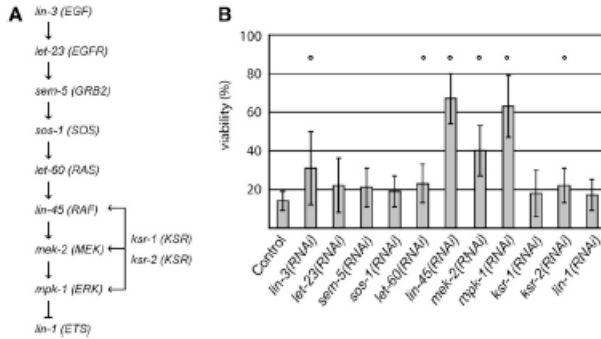 A
lin-3 (EGF)
let-23 (EGFR)
sem-5 (GRB2)
sos-1 (SOS)
let-60 (RAS)
lin-45 (RAF)
mek-2 (MEK)
mpk-1 (ERK)
lin-1 (ETS)
ksr-1 (KSR)
ksr-2 (KSR)
B
viability (%)
100
80
60
40
20
Control
lin-3(RNAi)
let-23(RNAi)
sem-5(RNAi)
sos-1(RNAi)
let-60(RNAi)
lin-45(RNAi)
mek-2(RNAi)
mpk-1(RNAi)
ksr-1(RNAi)
ksr-2(RNAi)
lin-1(RNAi)